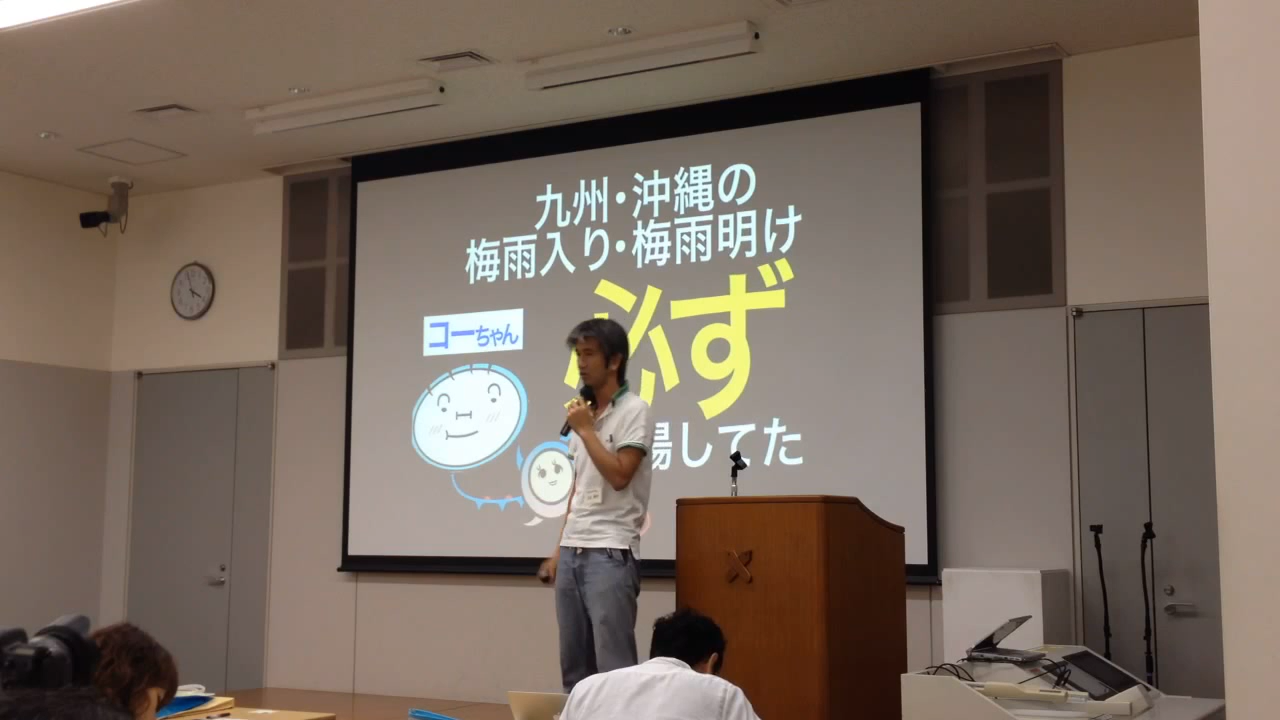 九州・沖縄の
梅雨入り・梅雨明け
必ず
コーちゃん
場してた